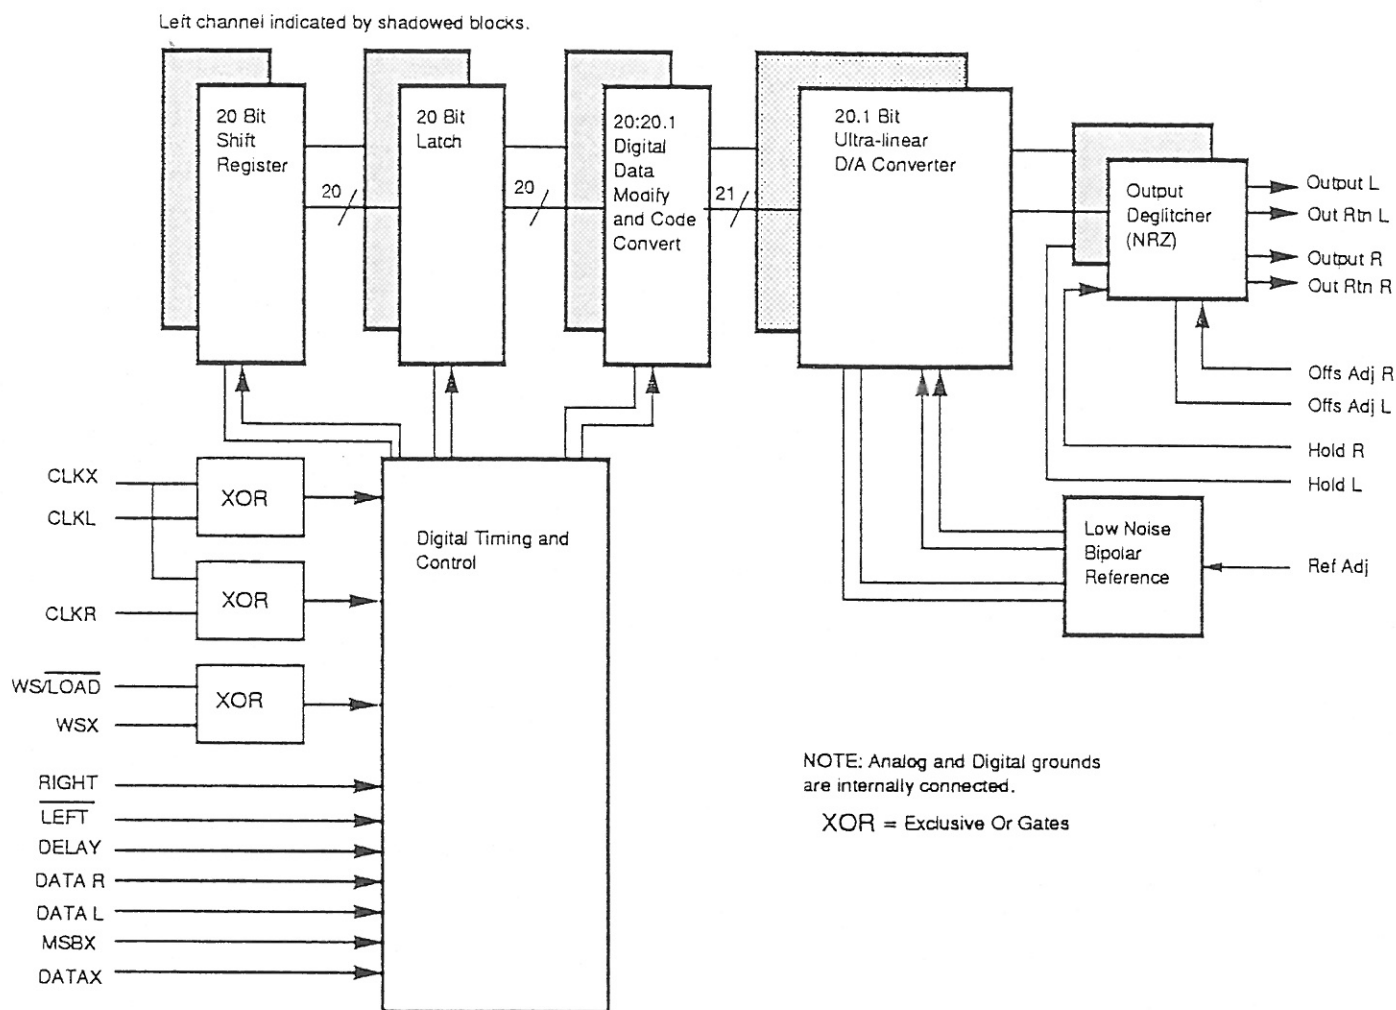 Left channel indicated by shadowed blocks.
20 Bit
Shift
Register
20
20 Bit
Latch
20
20:20.1
Digital
Data
Modify
and Code
Convert
21
20.1 Bit
Ultra-linear
D/A Converter
Output
Deglitcher
(NRZ)
Output L
Out Rtn L
Output R
Out Rtn R
Offs Adj R
Offs Adj L
Hold R
Hold L
CLKX
CLKL
XOR
CLKR
XOR
WS/LOAD
WSX
XOR
Digital Timing and
Control
Low Noise
Bipolar
Reference
Ref Adj
RIGHT
LEFT
DELAY
DATA R
DATA L
MSBX
DATAX
NOTE: Analog and Digital grounds
are internally connected.
XOR = Exclusive Or Gates